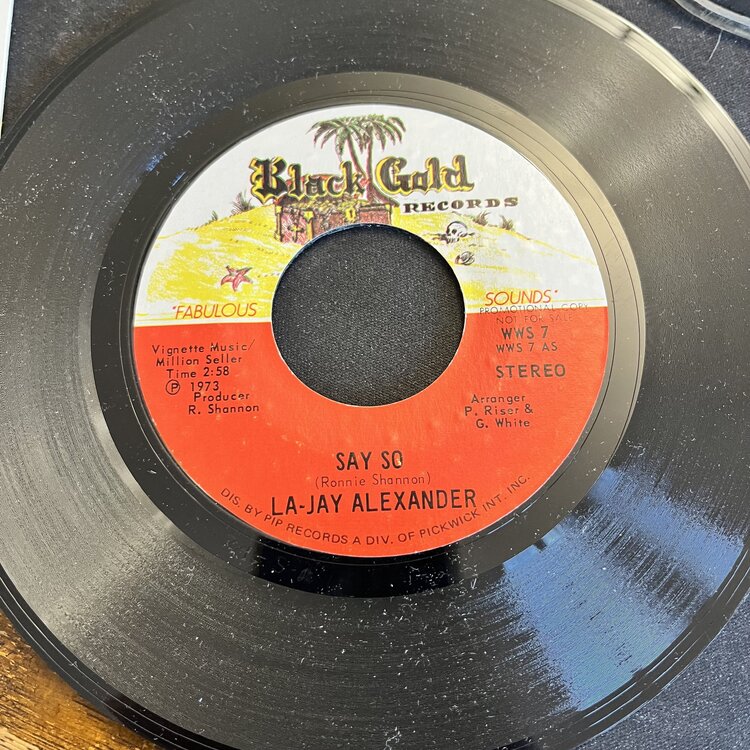 Black Gold
RECORDS
"FABULOUS SOUNDS"
PROMOTIONAL COPY
NOT FOR SALE
Vignette Music/
Million Seller
Time 2:58
Ⓟ 1973
Producer
R. Shannon
WWS 7
WWS 7 AS
STEREO
Arranger
P. Riser &
G. White
SAY SO
(Ronnie Shannon)
LA-JAY ALEXANDER
DIS. BY PIP RECORDS A DIV. OF PICKWICK INT. INC.